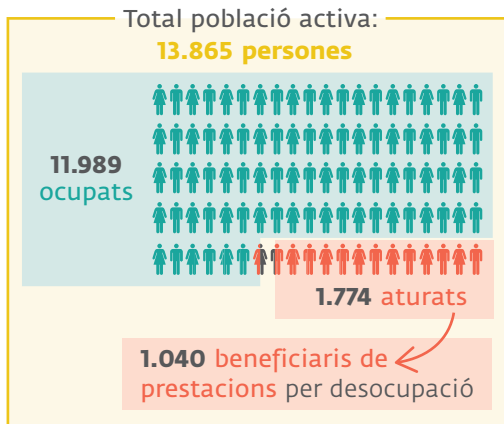 Total població activa:
13.865 persones
11.989
ocupats
1.774 aturats
1.040 beneficiaris de
prestacions per desocupació